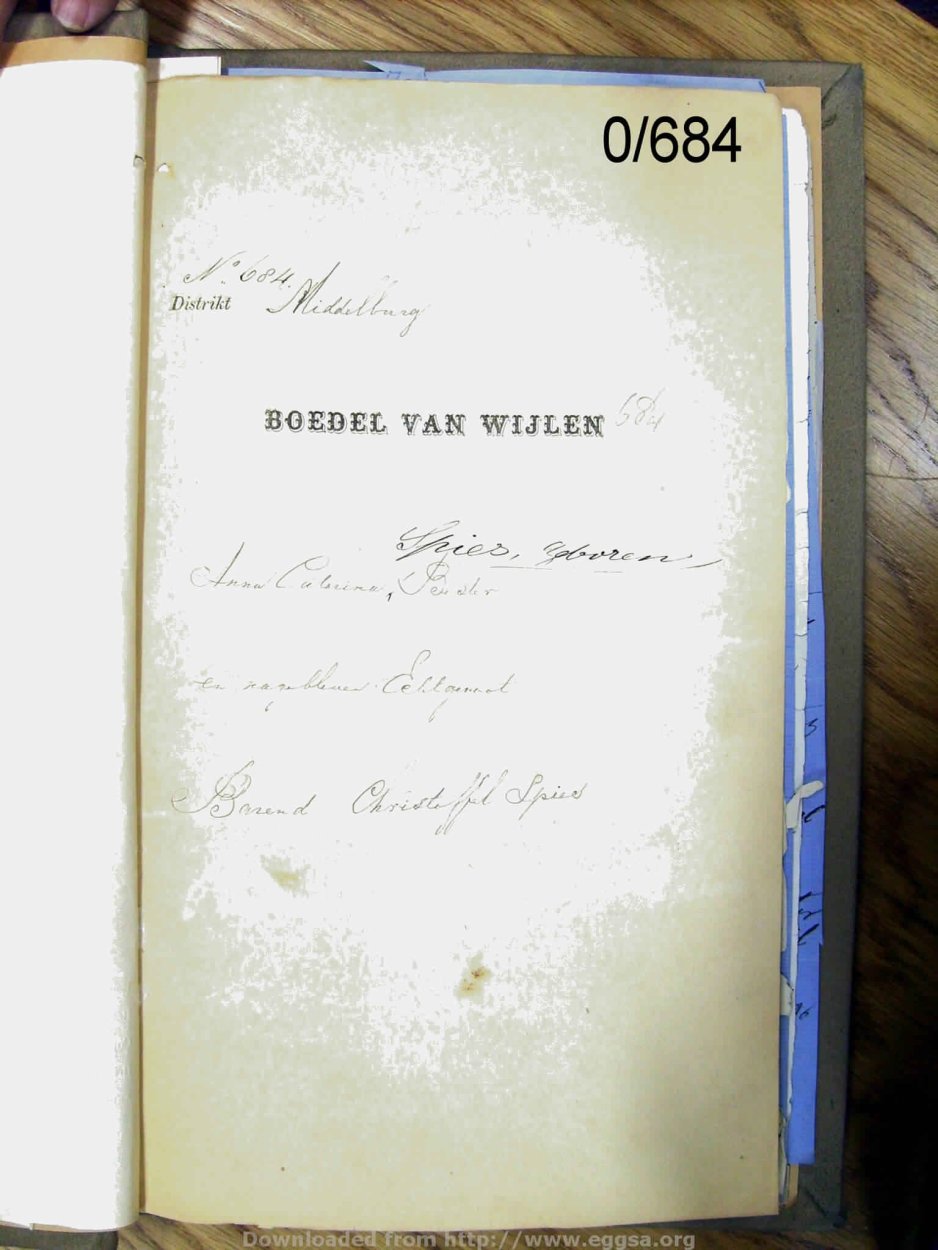 0/684
No. 684.
Distrikt Middelburg
BOEDEL VAN WIJLEN 684
Spies, geboren,
Anna Catorina, Bester
en nagebleven Echtgenoot
Barend Christoffel Spies
Downloaded from http://www.eggsa.org